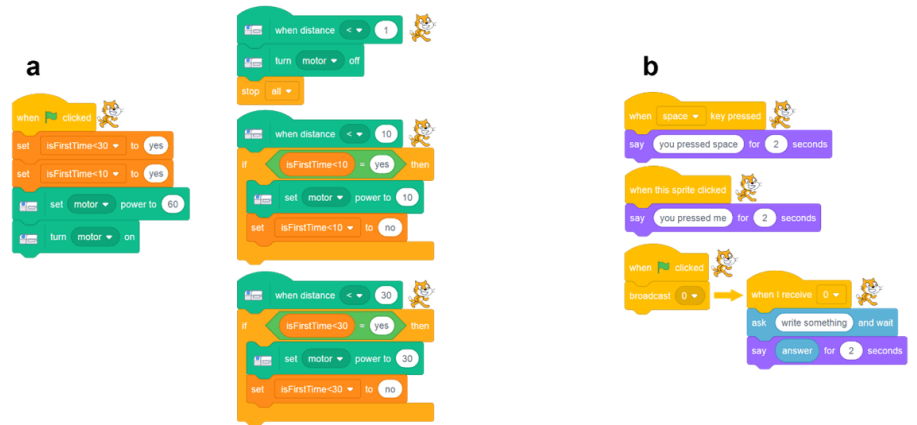 a
when clicked
set isFirstTime<30 to yes
set isFirstTime<10 to yes
set motor power to 60
turn motor on
when distance < 1
turn motor off
stop all
when distance < 10
if isFirstTime<10 = yes then
set motor power to 10
set isFirstTime<10 to no
when distance < 30
if isFirstTime<30 = yes then
set motor power to 30
set isFirstTime<30 to no
b
when space key pressed
say you pressed space for 2 seconds
when this sprite clicked
say you pressed me for 2 seconds
when clicked
broadcast 0
when I receive 0
ask write something and wait
say answer for 2 seconds